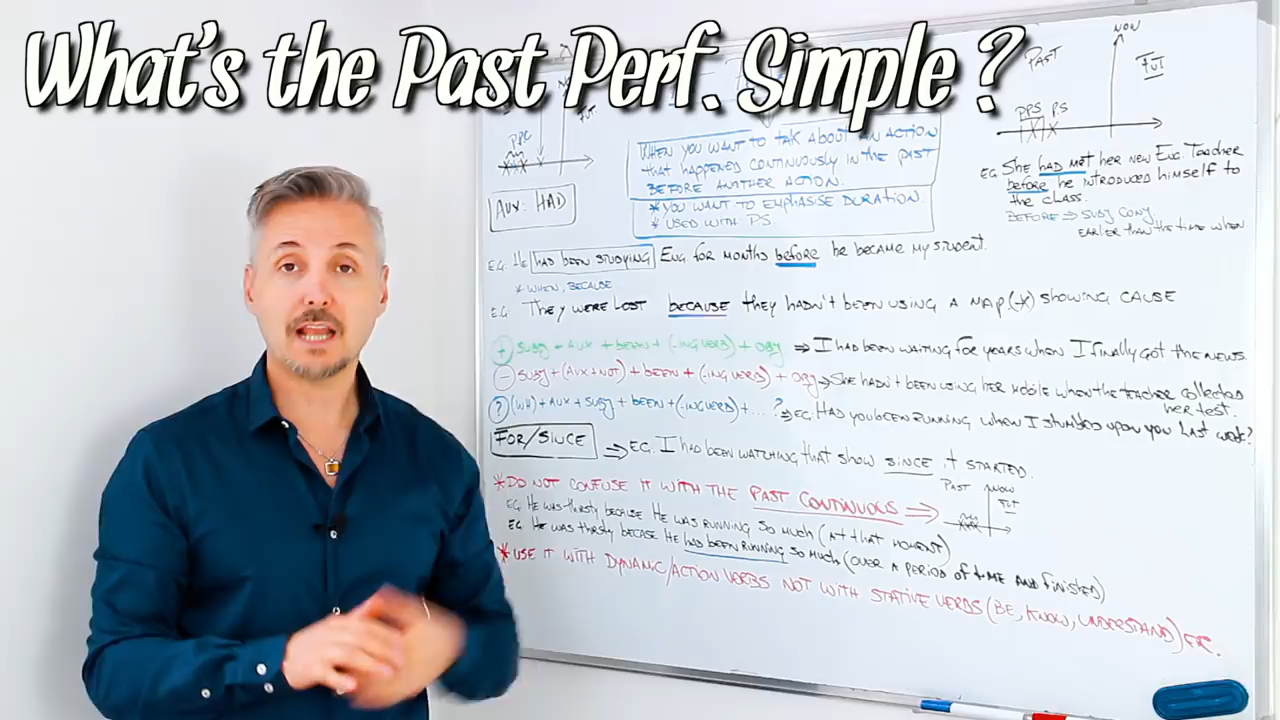 What's the Past Perf. Simple ?
NOW
PAST
FUT
PPS P.S
FUT.
PPC
AUX: HAD
WHEN YOU WANT TO TALK ABOUT AN ACTION
THAT HAPPENED CONTINUOUSLY IN THE PAST
BEFORE ANOTHER ACTION.
* YOU WANT TO EMPHASISE DURATION.
* USED WITH PS
EG. She had met her new Eng. Teacher
before he introduced himself to
the class.
BEFORE ⇒ SUBJ CONJ
EARLIER THAN THE TIME WHEN
E.G. He had been studying Eng for months before he became my student.
* WHEN, BECAUSE
E.G. They were lost because they hadn't been using a map (-x) showing CAUSE
+ SUBJ + AUX + been + (-ING VERB) + OBJ ⇒ I had been waiting for years when I finally got the news.
- SUBJ + (AUX + NOT) + been + (-ING VERB) + OBJ ⇒ She hadn't been using her mobile when the teacher collected
her test.
? (WH) + AUX + SUBJ + been + (-ING VERB) + ...? ⇒ EG. Had you been running when I stumbled upon you last week?
FOR/SINCE ⇒ EG. I had been watching that show since it started.
* DO NOT CONFUSE IT WITH THE PAST CONTINUOUS ⇒
PAST NOW
FUT
EG. He was thirsty because he was running so much (at that moment)
EG. He was thirsty becase he had been running so much (over a period of time and finished)
* USE IT WITH DYNAMIC/ACTION VERBS NOT WITH STATIVE VERBS (BE, KNOW, UNDERSTAND) ETC.